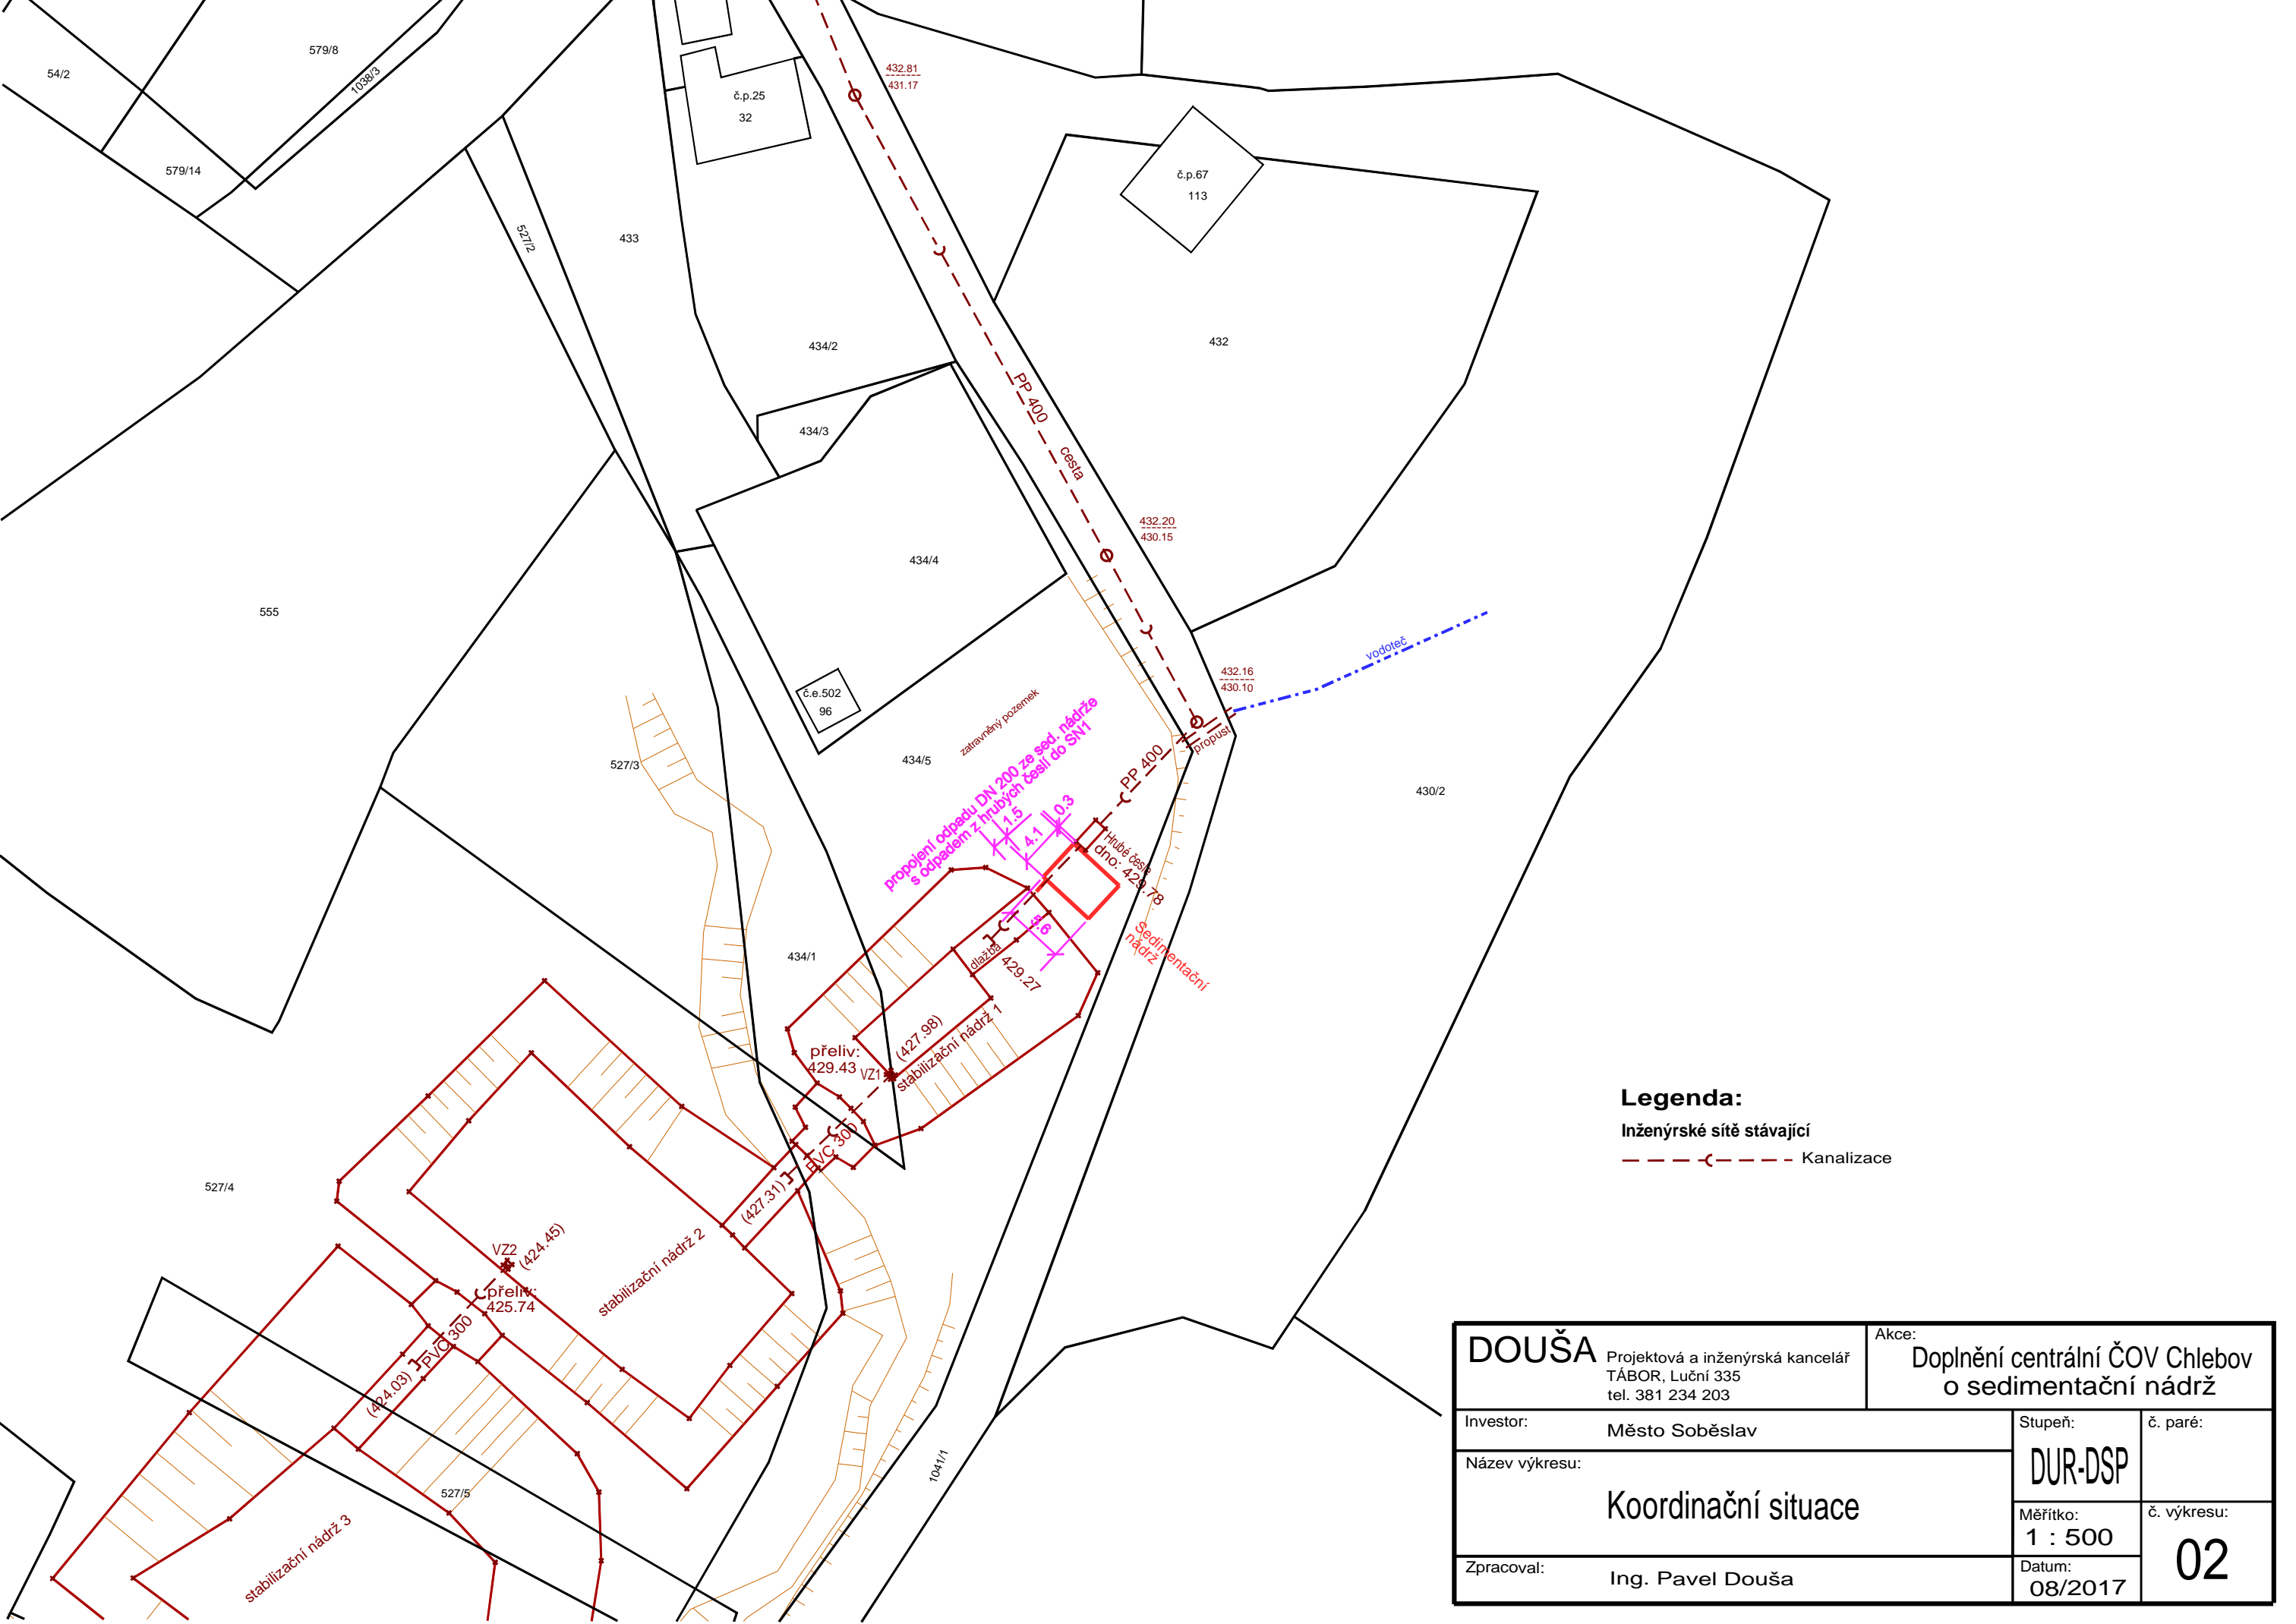 54/2
579/8
1038/3
579/14
č.p.25
32
432.81
431.17
č.p.67
113
527/2
433
434/2
432
PP 400
cesta
434/3
432.20
430.15
434/4
555
vodoteč
432.16
430.10
č.e.502
96
zatravněný pozemek
434/5
527/3
propust
PP 400
430/2
propojení odpadu DN 200 ze sed. nádrže
s odpadem z hrubých česlí do SN1
1.5
4.1
0.3
Hrubé česle
dno: 429.78
5.6
Sedimentační
nádrž
dlažba
429.27
434/1
(427.98)
stabilizační nádrž 1
přeliv:
429.43
VZ1
PVC 300
(427.31)
527/4
VZ2
(424.45)
stabilizační nádrž 2
přeliv:
425.74
PVC 300
(424.03)
527/5
1041/1
stabilizační nádrž 3
Legenda:
Inženýrské sítě stávající
Kanalizace
DOUŠA
Projektová a inženýrská kancelář
TÁBOR, Luční 335
tel. 381 234 203
Akce:
Doplnění centrální ČOV Chlebov
o sedimentační nádrž
Investor:
Město Soběslav
Stupeň:
DUR-DSP
č. paré:
Název výkresu:
Koordinační situace
Měřítko:
1 : 500
č. výkresu:
02
Zpracoval:
Ing. Pavel Douša
Datum:
08/2017